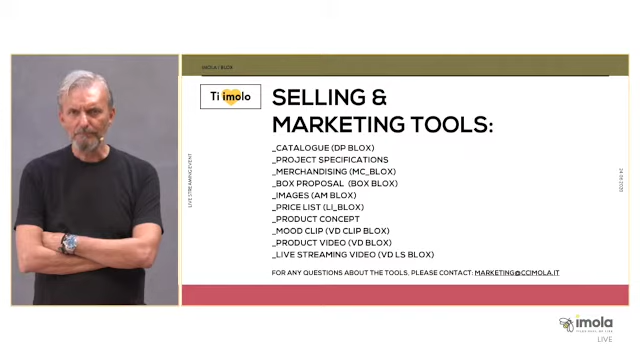 IMOLA | BLOX
Ti imolo
SELLING &
MARKETING TOOLS:
_CATALOGUE (DP BLOX)
_PROJECT SPECIFICATIONS
_MERCHANDISING (MC_BLOX)
_BOX PROPOSAL (BOX BLOX)
_IMAGES (AM BLOX)
_PRICE LIST (LI_BLOX)
_PRODUCT CONCEPT
_MOOD CLIP (VD CLIP BLOX)
_PRODUCT VIDEO (VD BLOX)
_LIVE STREAMING VIDEO (VD LS BLOX)
FOR ANY QUESTIONS ABOUT THE TOOLS, PLEASE CONTACT: MARKETING@CCIMOLA.IT
LIVE STREAMING EVENT
imola
LIVE